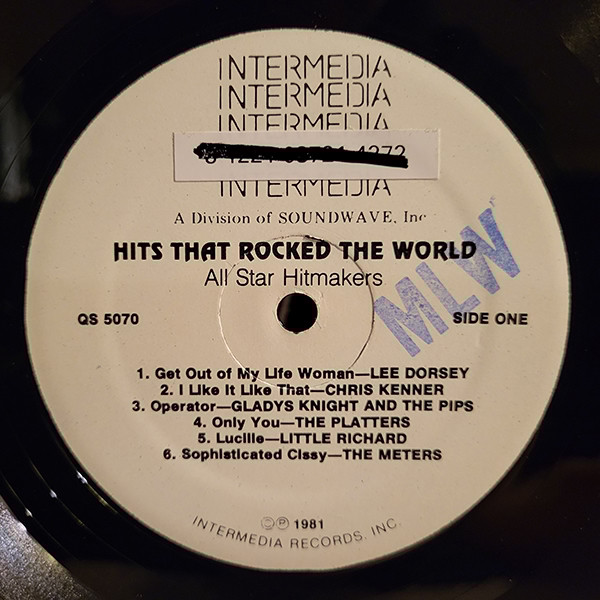 INTERMEDIA
INTERMEDIA
INTERMEDIA
INTERMEDIA
A Division of SOUNDWAVE, Inc
HITS THAT ROCKED THE WORLD
All Star Hitmakers
MLW
QS 5070
SIDE ONE
1. Get Out of My Life Woman—LEE DORSEY
2. I Like It Like That—CHRIS KENNER
3. Operator—GLADYS KNIGHT AND THE PIPS
4. Only You—THE PLATTERS
5. Lucille—LITTLE RICHARD
6. Sophisticated Cissy—THE METERS
©℗ 1981
INTERMEDIA RECORDS, INC.